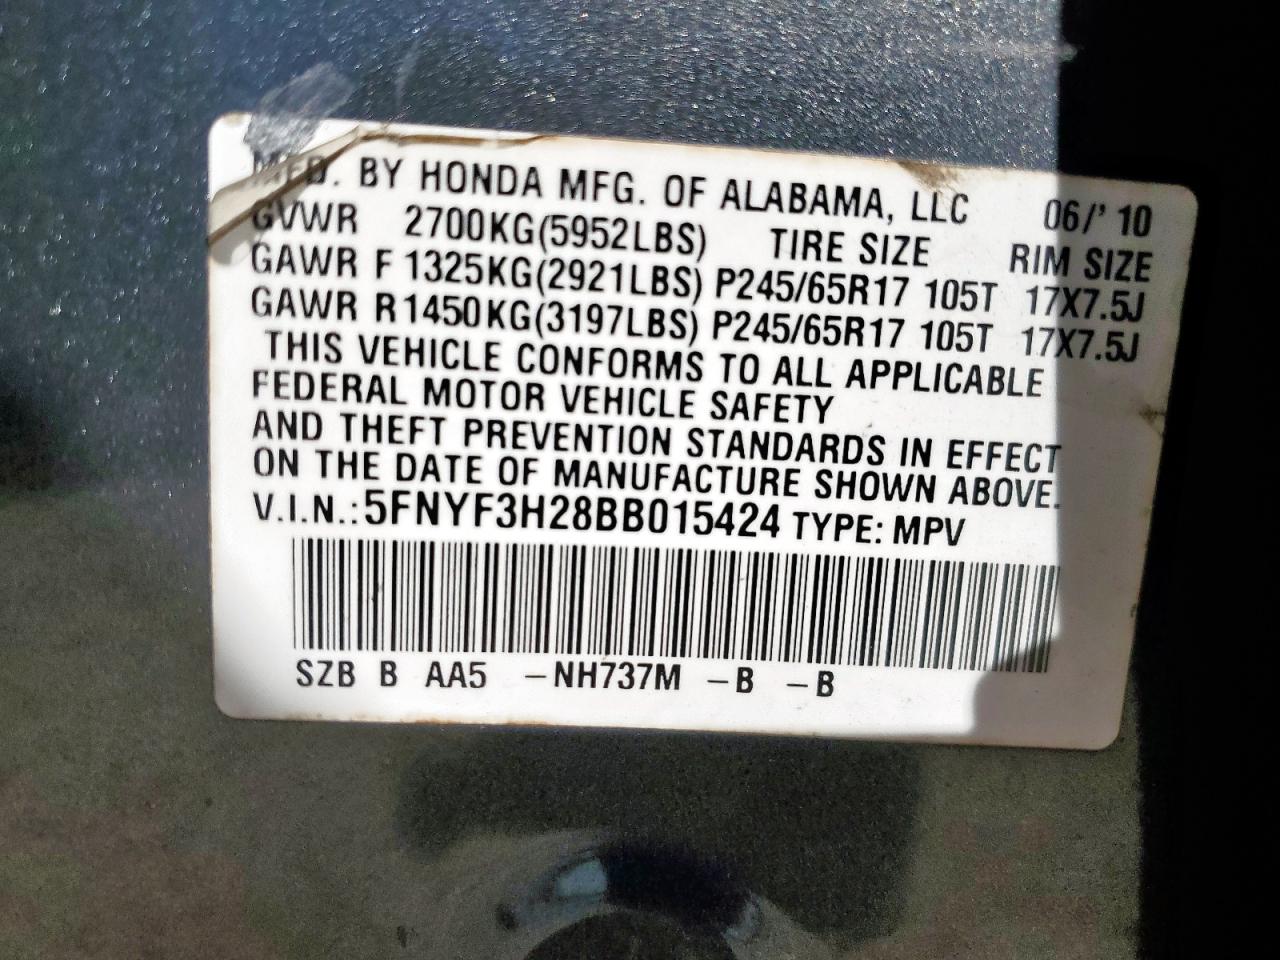 MFD. BY HONDA MFG. OF ALABAMA, LLC 06/' 10
GVWR 2700KG(5952LBS) TIRE SIZE RIM SIZE
GAWR F 1325KG(2921LBS) P245/65R17 105T 17X7.5J
GAWR R1450KG(3197LBS) P245/65R17 105T 17X7.5J
THIS VEHICLE CONFORMS TO ALL APPLICABLE
FEDERAL MOTOR VEHICLE SAFETY
AND THEFT PREVENTION STANDARDS IN EFFECT
ON THE DATE OF MANUFACTURE SHOWN ABOVE.
V.I.N.:5FNYF3H28BB015424 TYPE: MPV
SZB B AA5 -NH737M -B -B